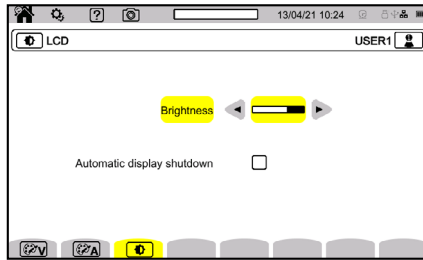 ? 13/04/21 10:24
LCD USER1
Brightness
Automatic display shutdown
V A